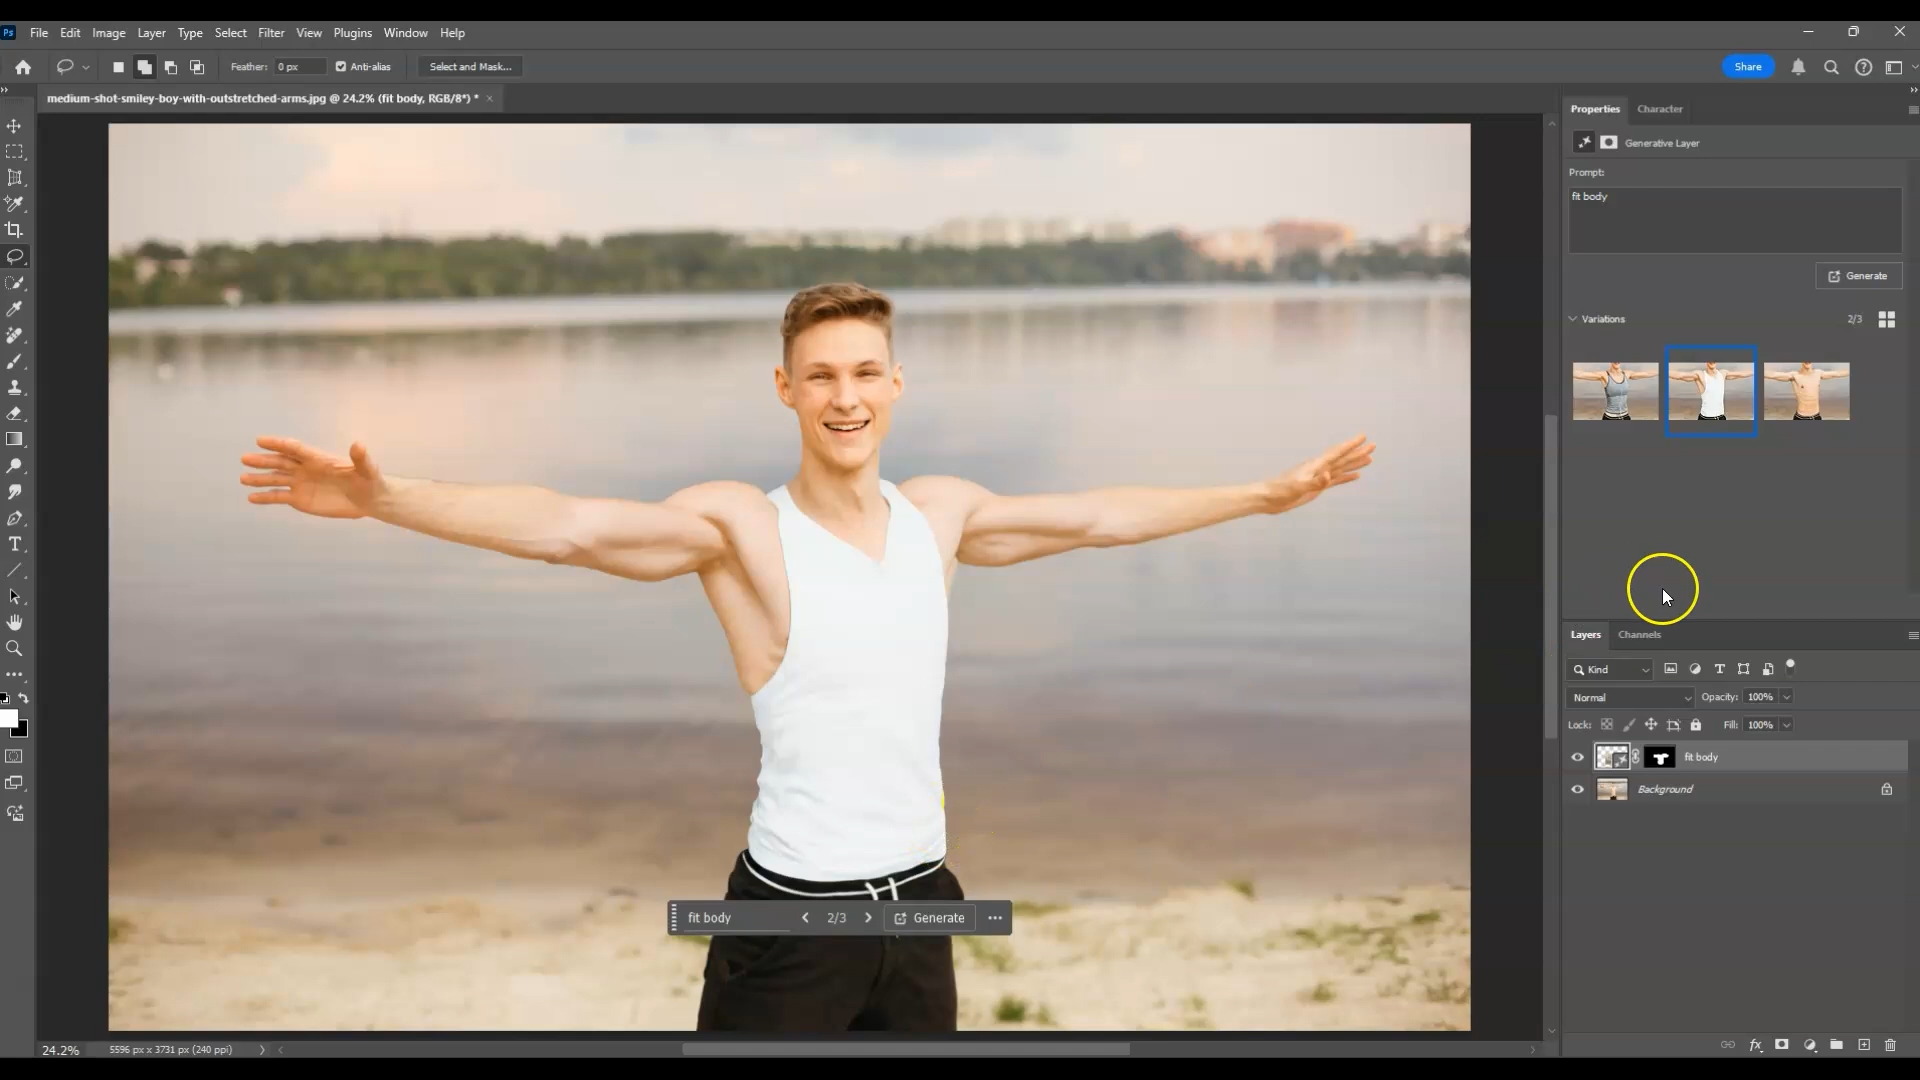 Ps File Edit Image Layer Type Select Filter View Plugins Window Help
Feather: 0 px Anti-alias Select and Mask... Share
medium-shot-smiley-boy-with-outstretched-arms.jpg @ 24.2% (fit body, RGB/8*) * ×
Properties Character
Generative Layer
Prompt:
fit body
Generate
Variations 2/3
Layers Channels
Kind
Normal Opacity: 100%
Lock: Fill: 100%
fit body
Background
fit body 2/3 Generate
24.2% 5596 px x 3731 px (240 ppi)